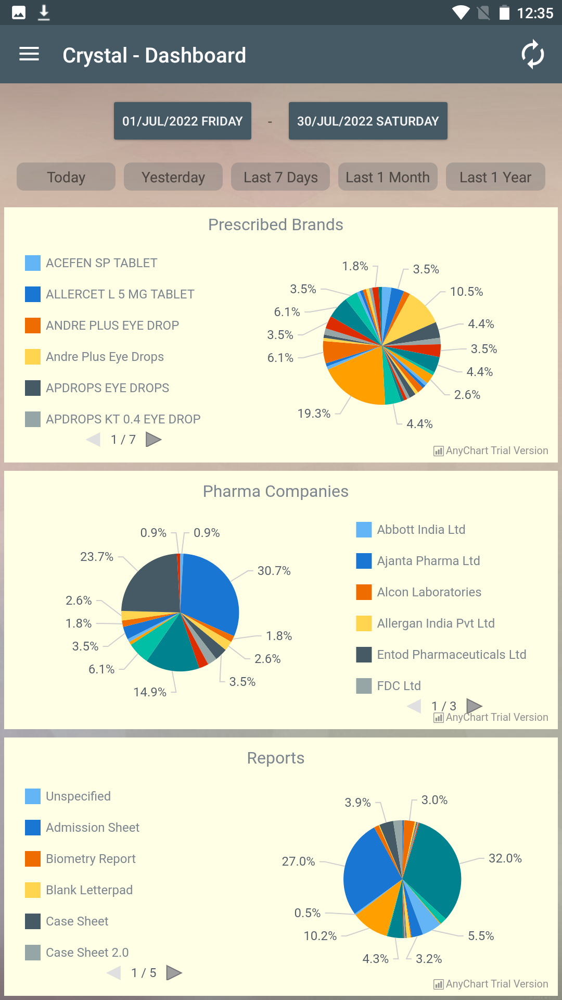 12:35
Crystal - Dashboard
01/JUL/2022 FRIDAY - 30/JUL/2022 SATURDAY
Today Yesterday Last 7 Days Last 1 Month Last 1 Year
Prescribed Brands
ACEFEN SP TABLET
ALLERCET L 5 MG TABLET
ANDRE PLUS EYE DROP
Andre Plus Eye Drops
APDROPS EYE DROPS
APDROPS KT 0.4 EYE DROP
1 / 7
1.8%
3.5%
3.5%
10.5%
6.1%
4.4%
3.5%
3.5%
6.1%
4.4%
2.6%
19.3%
4.4%
AnyChart Trial Version
Pharma Companies
0.9%
0.9%
23.7%
30.7%
2.6%
1.8%
1.8%
3.5%
2.6%
6.1%
3.5%
14.9%
Abbott India Ltd
Ajanta Pharma Ltd
Alcon Laboratories
Allergan India Pvt Ltd
Entod Pharmaceuticals Ltd
FDC Ltd
1 / 3
AnyChart Trial Version
Reports
Unspecified
Admission Sheet
Biometry Report
Blank Letterpad
Case Sheet
Case Sheet 2.0
1 / 5
3.9%
3.0%
27.0%
32.0%
0.5%
10.2%
5.5%
4.3%
3.2%
AnyChart Trial Version